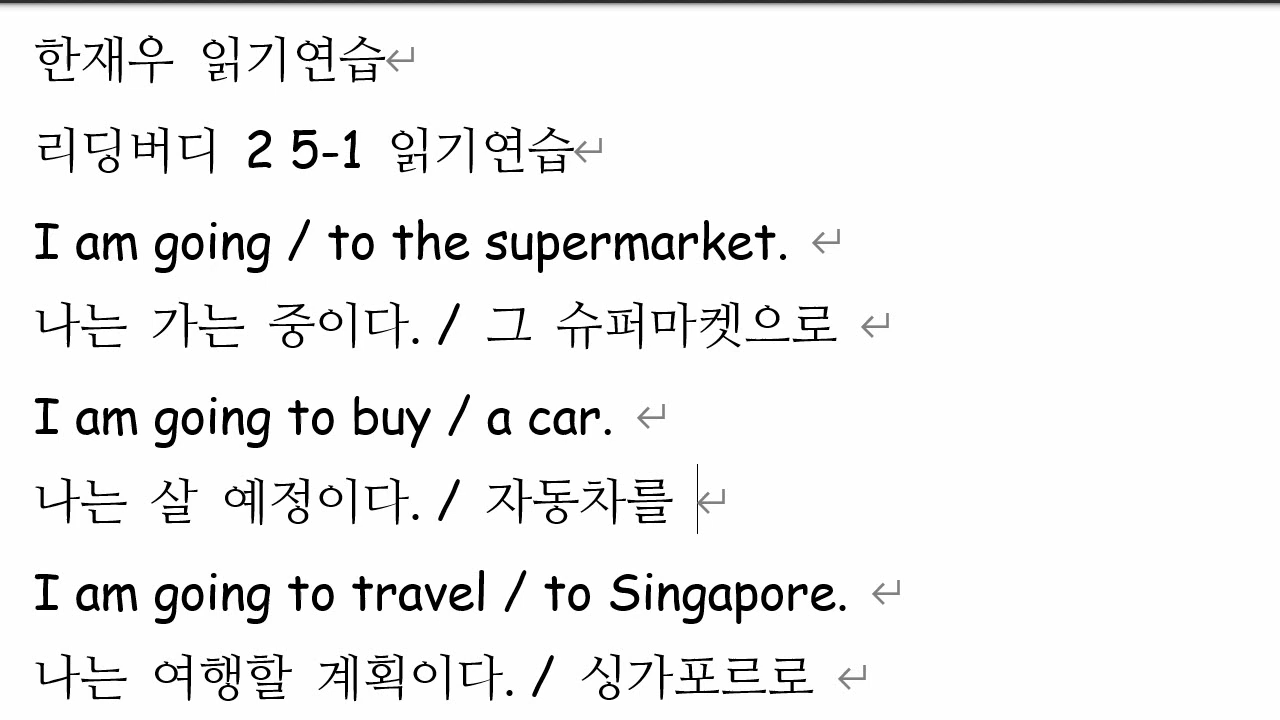 한재우 읽기연습
리딩버디 2 5-1 읽기연습
I am going / to the supermarket.
나는 가는 중이다. / 그 슈퍼마켓으로
I am going to buy / a car.
나는 살 예정이다. / 자동차를
I am going to travel / to Singapore.
나는 여행할 계획이다. / 싱가포르로